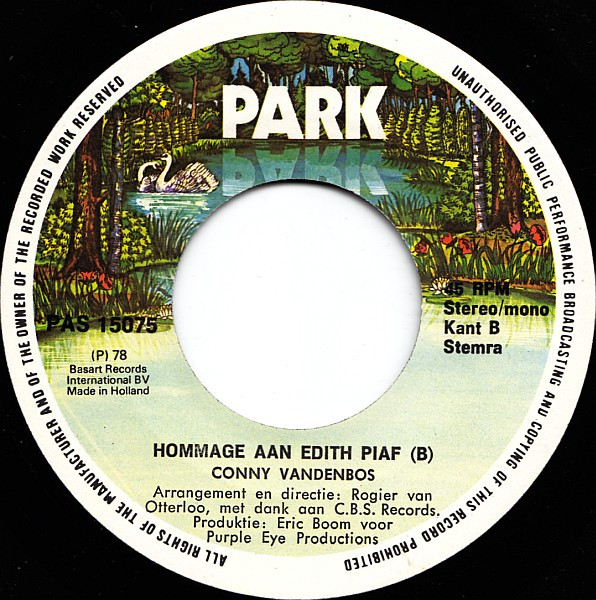 PARK
ALL RIGHTS OF THE MANUFACTURER AND OF THE OWNER OF THE RECORDED WORK RESERVED
UNAUTHORISED PUBLIC PERFORMANCE BROADCASTING AND COPYING OF THIS RECORD PROHIBITED
PAS 15075
(P) 78
Basart Records
International BV
Made in Holland
45 RPM
Stereo/mono
Kant B
Stemra
HOMMAGE AAN EDITH PIAF (B)
CONNY VANDENBOS
Arrangement en directie: Rogier van
Otterloo, met dank aan C.B.S. Records.
Produktie: Eric Boom voor
Purple Eye Productions